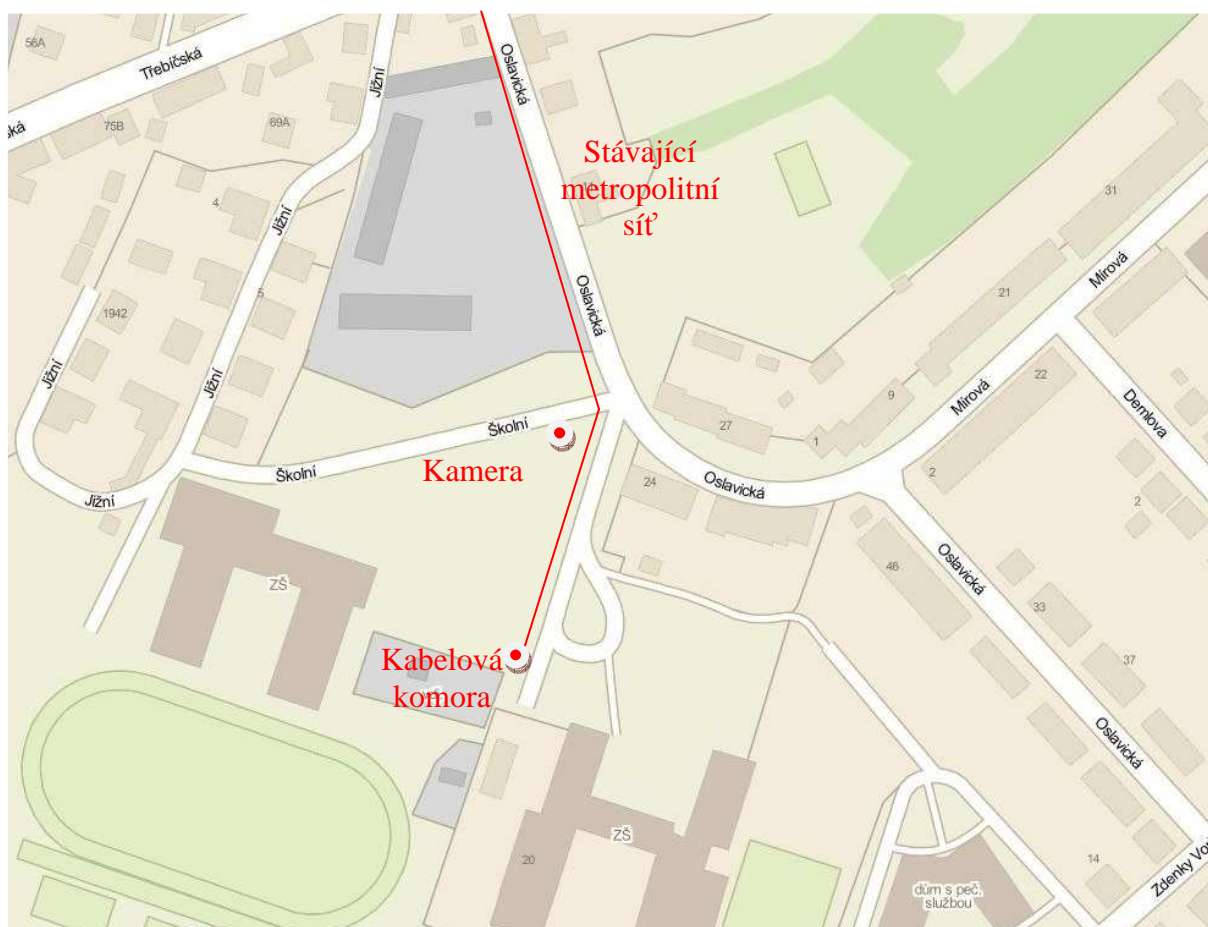 56A
Třebíčská
Jižní
Oslavická
ská
75B
69A
Stávající
metropolitní
síť
31
4
Jižní
Mírová
5
21
1942
Oslavická
Jižní
Jižní
22
Mírová
9
Demlova
Školní
27
1
Kamera
Školní
24
Oslavická
2
2
Jižní
46
Oslavická
ZŠ
33
37
Kabelová
komora
Oslavická
ZŠ
20
14
dům s peč.
službou
Zdenky Vor